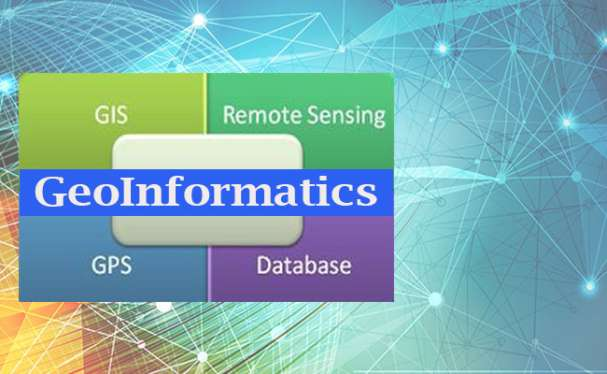 GIS
Remote Sensing
GeoInformatics
GPS
Database